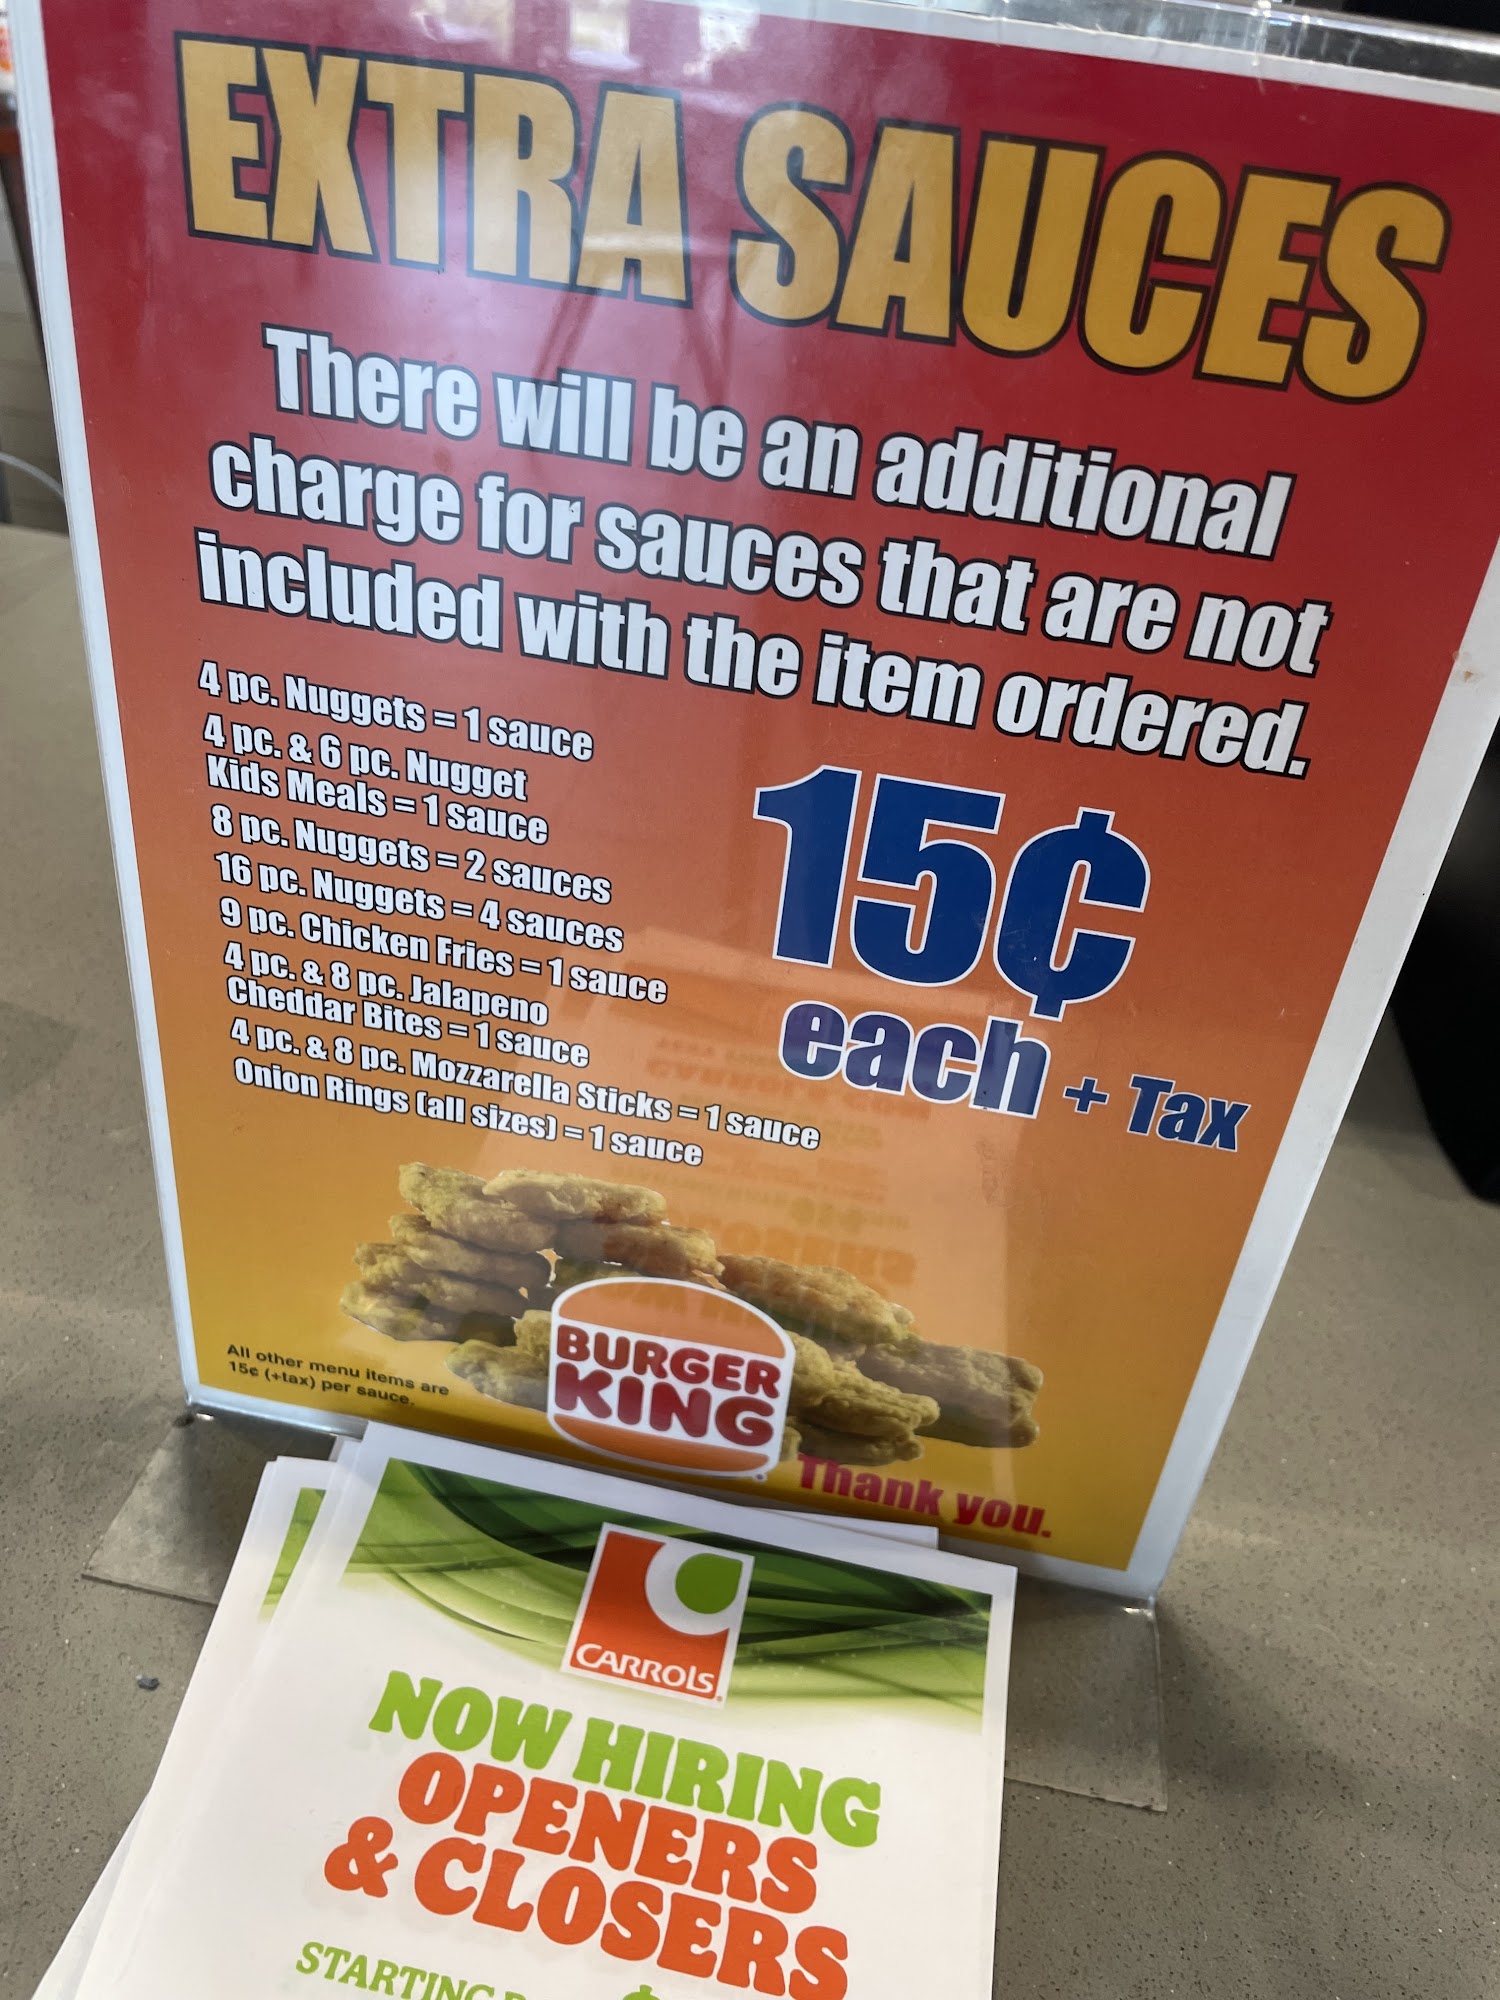 EXTRA SAUCES
There will be an additional
charge for sauces that are not
included with the item ordered.
4 pc. Nuggets = 1 sauce
4 pc. & 6 pc. Nugget
Kids Meals = 1 sauce
8 pc. Nuggets = 2 sauces
16 pc. Nuggets = 4 sauces
9 pc. Chicken Fries = 1 sauce
4 pc. & 8 pc. Jalapeno
Cheddar Bites = 1 sauce
4 pc. & 8 pc. Mozzarella Sticks = 1 sauce
Onion Rings (all sizes) = 1 sauce
15¢
each + Tax
All other menu items are
15¢ (+tax) per sauce.
BURGER
KING
Thank you.
CARROLS
NOW HIRING
OPENERS
& CLOSERS
STARTING